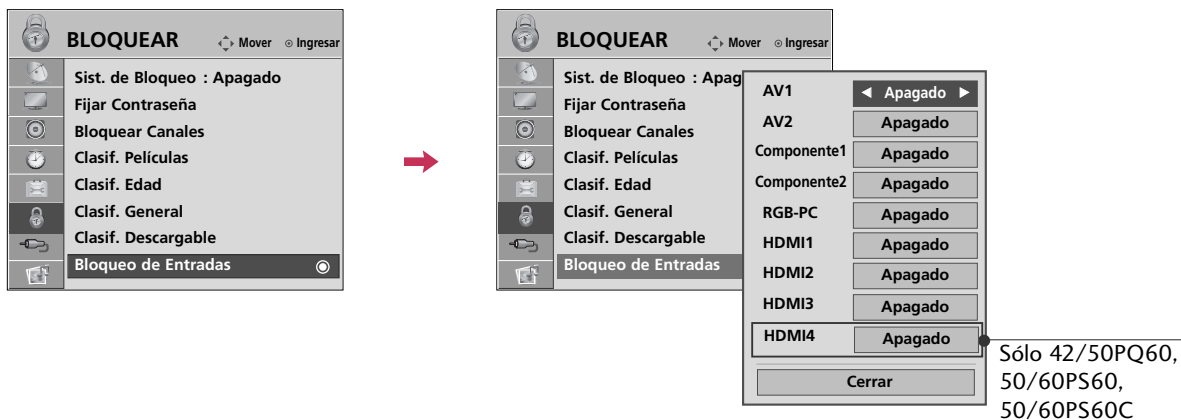 BLOQUEAR Mover Ingresar
Sist. de Bloqueo : Apagado
Fijar Contraseña
Bloquear Canales
Clasif. Películas
Clasif. Edad
Clasif. General
Clasif. Descargable
Bloqueo de Entradas
BLOQUEAR Mover Ingresar
Sist. de Bloqueo : Apag
Fijar Contraseña
Bloquear Canales
Clasif. Películas
Clasif. Edad
Clasif. General
Clasif. Descargable
Bloqueo de Entradas
AV1 ◀ Apagado ▶
AV2 Apagado
Componente1 Apagado
Componente2 Apagado
RGB-PC Apagado
HDMI1 Apagado
HDMI2 Apagado
HDMI3 Apagado
HDMI4 Apagado
Cerrar
Sólo 42/50PQ60,
50/60PS60,
50/60PS60C